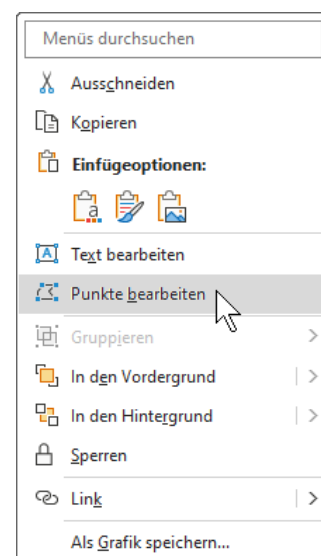 Menüs durchsuchen
Ausschneiden
Kopieren
Einfügeoptionen:
Text bearbeiten
Punkte bearbeiten
Gruppieren
In den Vordergrund
In den Hintergrund
Sperren
Link
Als Grafik speichern...